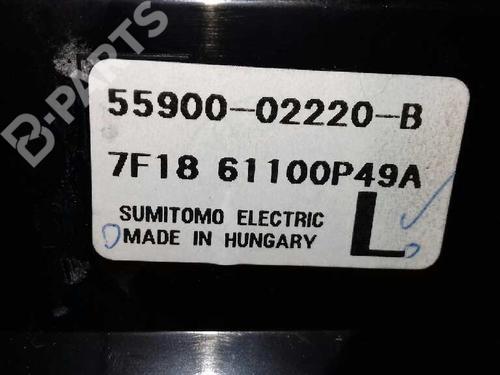 B-PARTS
55900-02220-B
7F18 61100P49A
SUMITOMO ELECTRIC
MADE IN HUNGARY
L